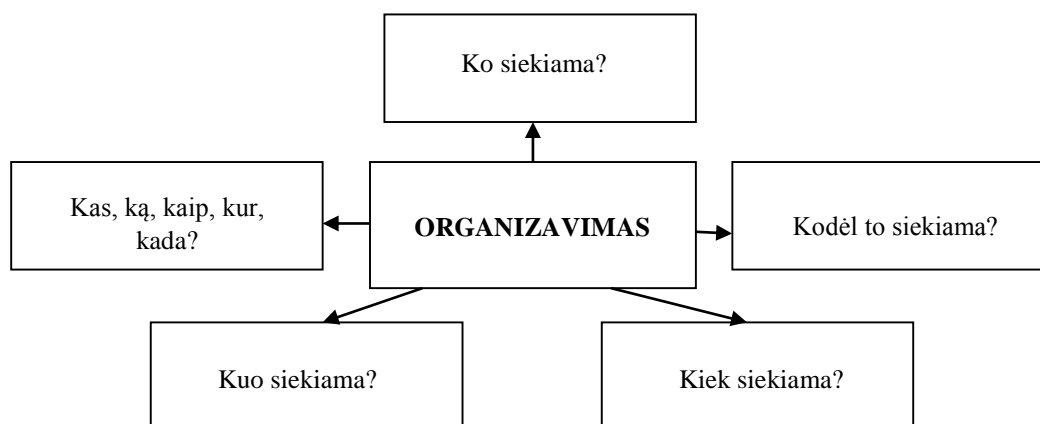 Ko siekiama?
Kas, ką, kaip, kur,
kada?
ORGANIZAVIMAS
Kodėl to siekiama?
Kuo siekiama?
Kiek siekiama?